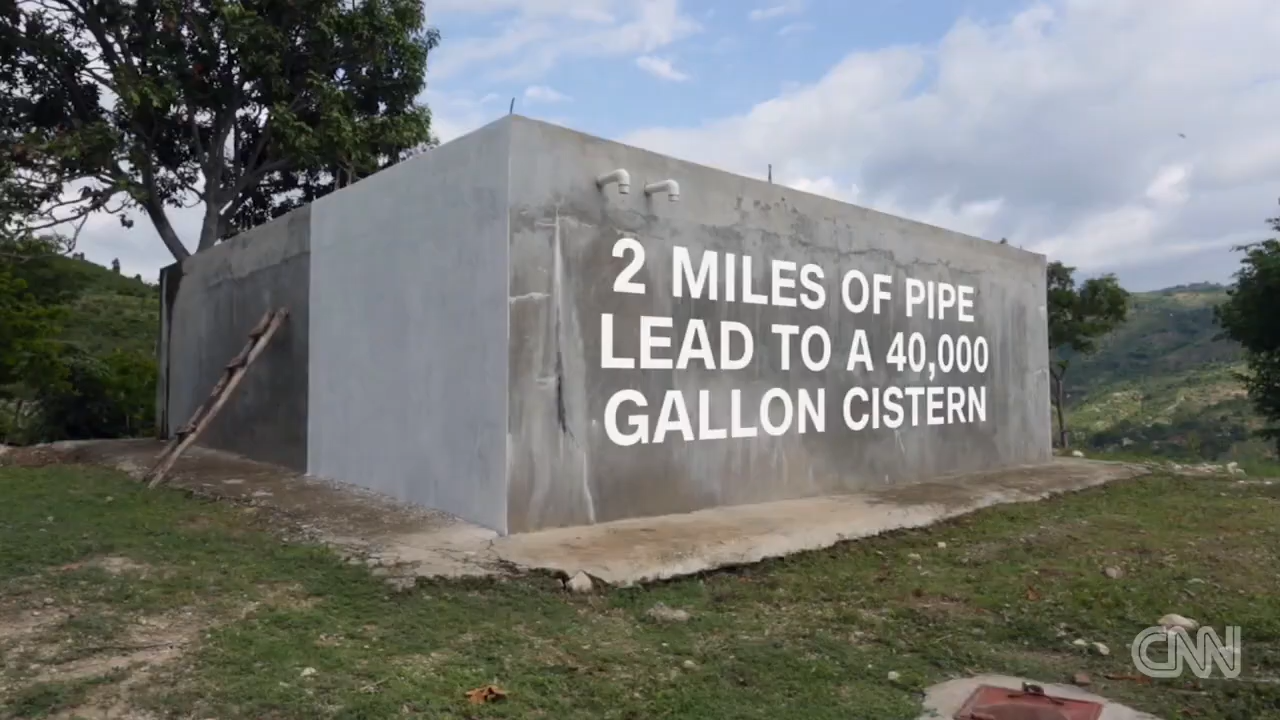 2 MILES OF PIPE
LEAD TO A 40,000
GALLON CISTERN
CNN